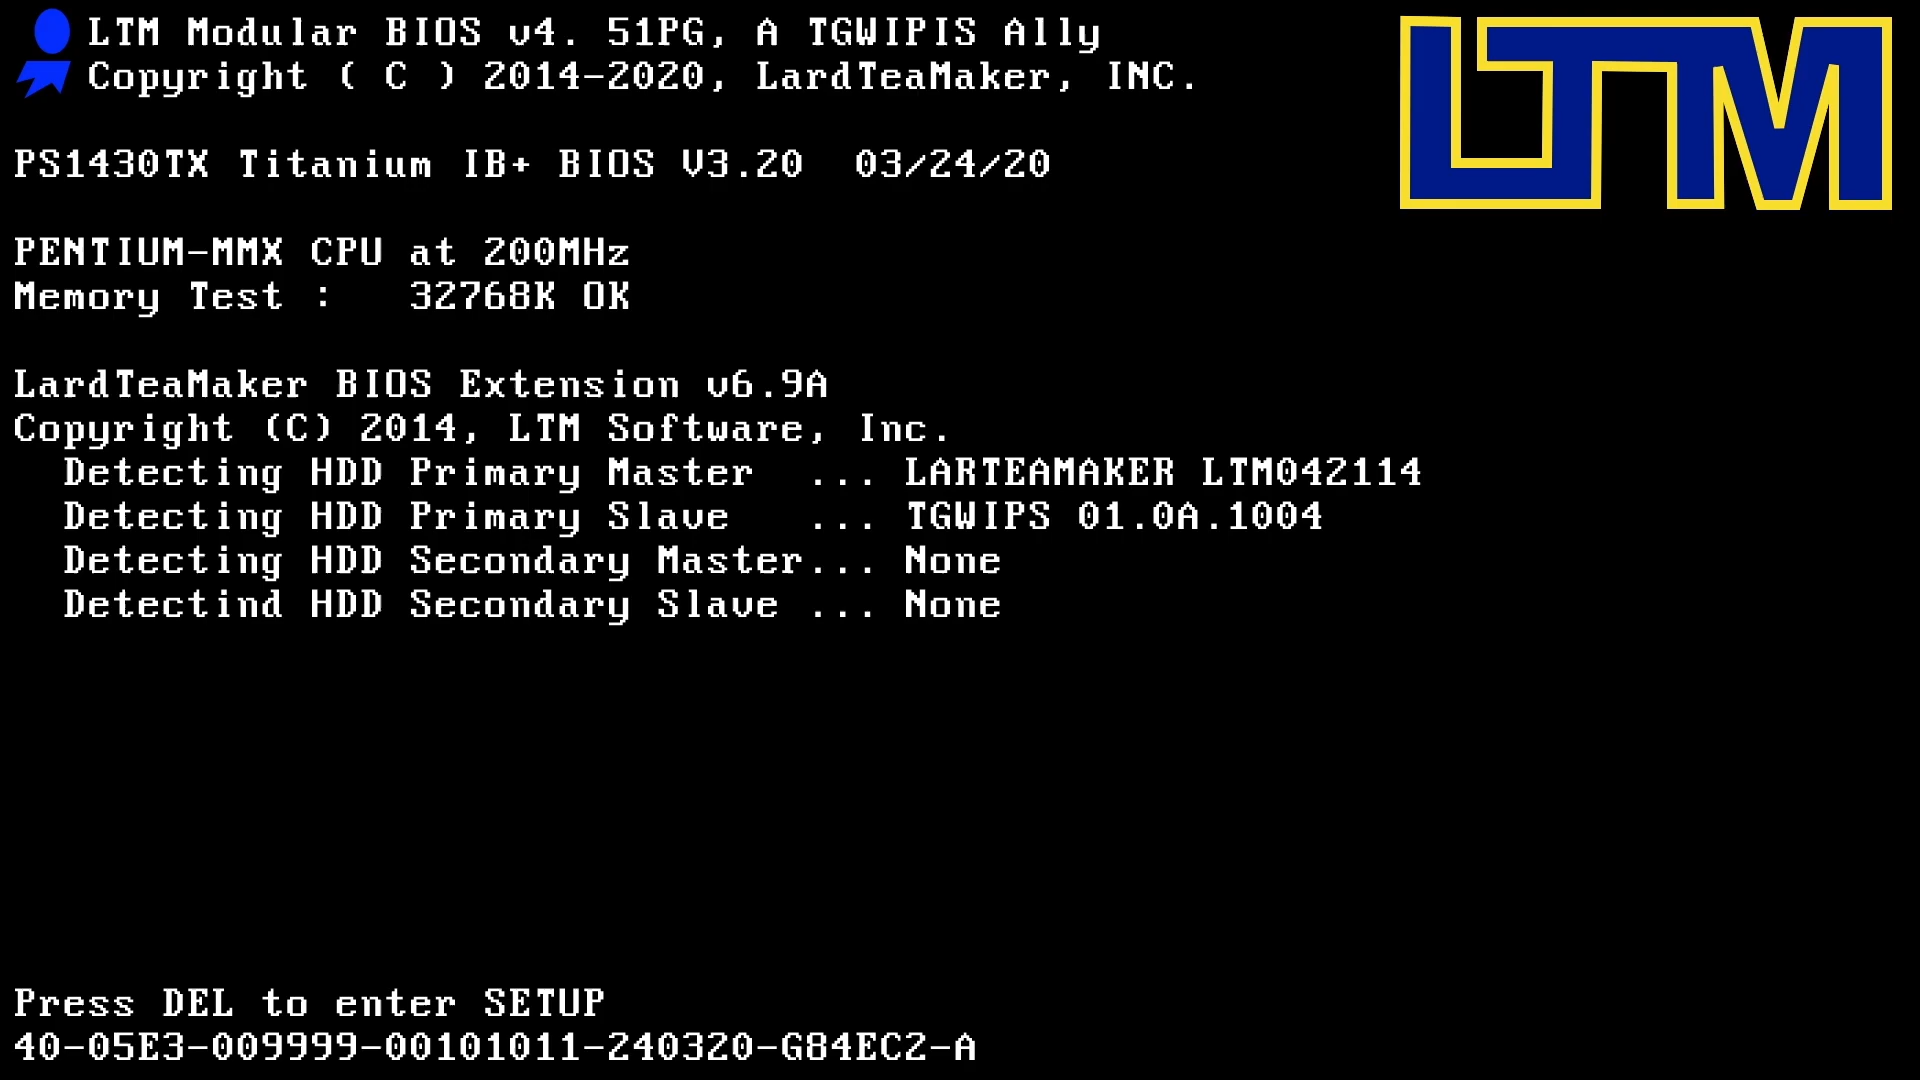 LTM Modular BIOS v4. 51PG, A TGWIPIS Ally
Copyright ( C ) 2014-2020, LardTeaMaker, INC.
LTM
PS1430TX Titanium IB+ BIOS V3.20  03/24/20
PENTIUM-MMX CPU at 200MHz
Memory Test :   32768K OK
LardTeaMaker BIOS Extension v6.9A
Copyright (C) 2014, LTM Software, Inc.
Detecting HDD Primary Master  ... LARTEAMAKER LTM042114
Detecting HDD Primary Slave   ... TGWIPS 01.0A.1004
Detecting HDD Secondary Master... None
Detectind HDD Secondary Slave ... None
Press DEL to enter SETUP
40-05E3-009999-00101011-240320-G84EC2-A